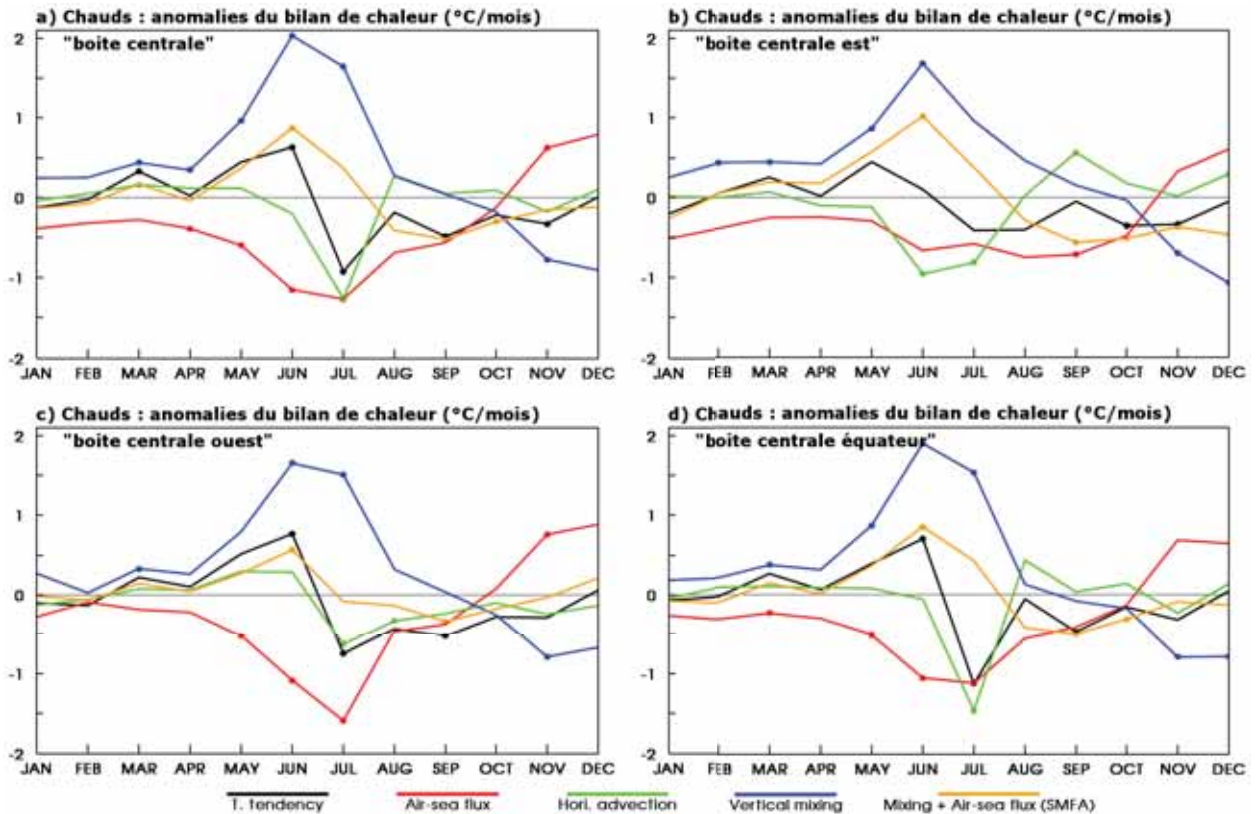 a) Chauds : anomalies du bilan de chaleur (°C/mois)
"boite centrale"
2
1
0
-1
-2
JAN FEB MAR APR MAY JUN JUL AUG SEP OCT NOV DEC
b) Chauds : anomalies du bilan de chaleur (°C/mois)
"boite centrale est"
2
1
0
-1
-2
JAN FEB MAR APR MAY JUN JUL AUG SEP OCT NOV DEC
c) Chauds : anomalies du bilan de chaleur (°C/mois)
"boite centrale ouest"
2
1
0
-1
-2
JAN FEB MAR APR MAY JUN JUL AUG SEP OCT NOV DEC
d) Chauds : anomalies du bilan de chaleur (°C/mois)
"boite centrale équateur"
2
1
0
-1
-2
JAN FEB MAR APR MAY JUN JUL AUG SEP OCT NOV DEC
T. tendency Air-sea flux Hori. advection Vertical mixing Mixing + Air-sea flux (SMFA)